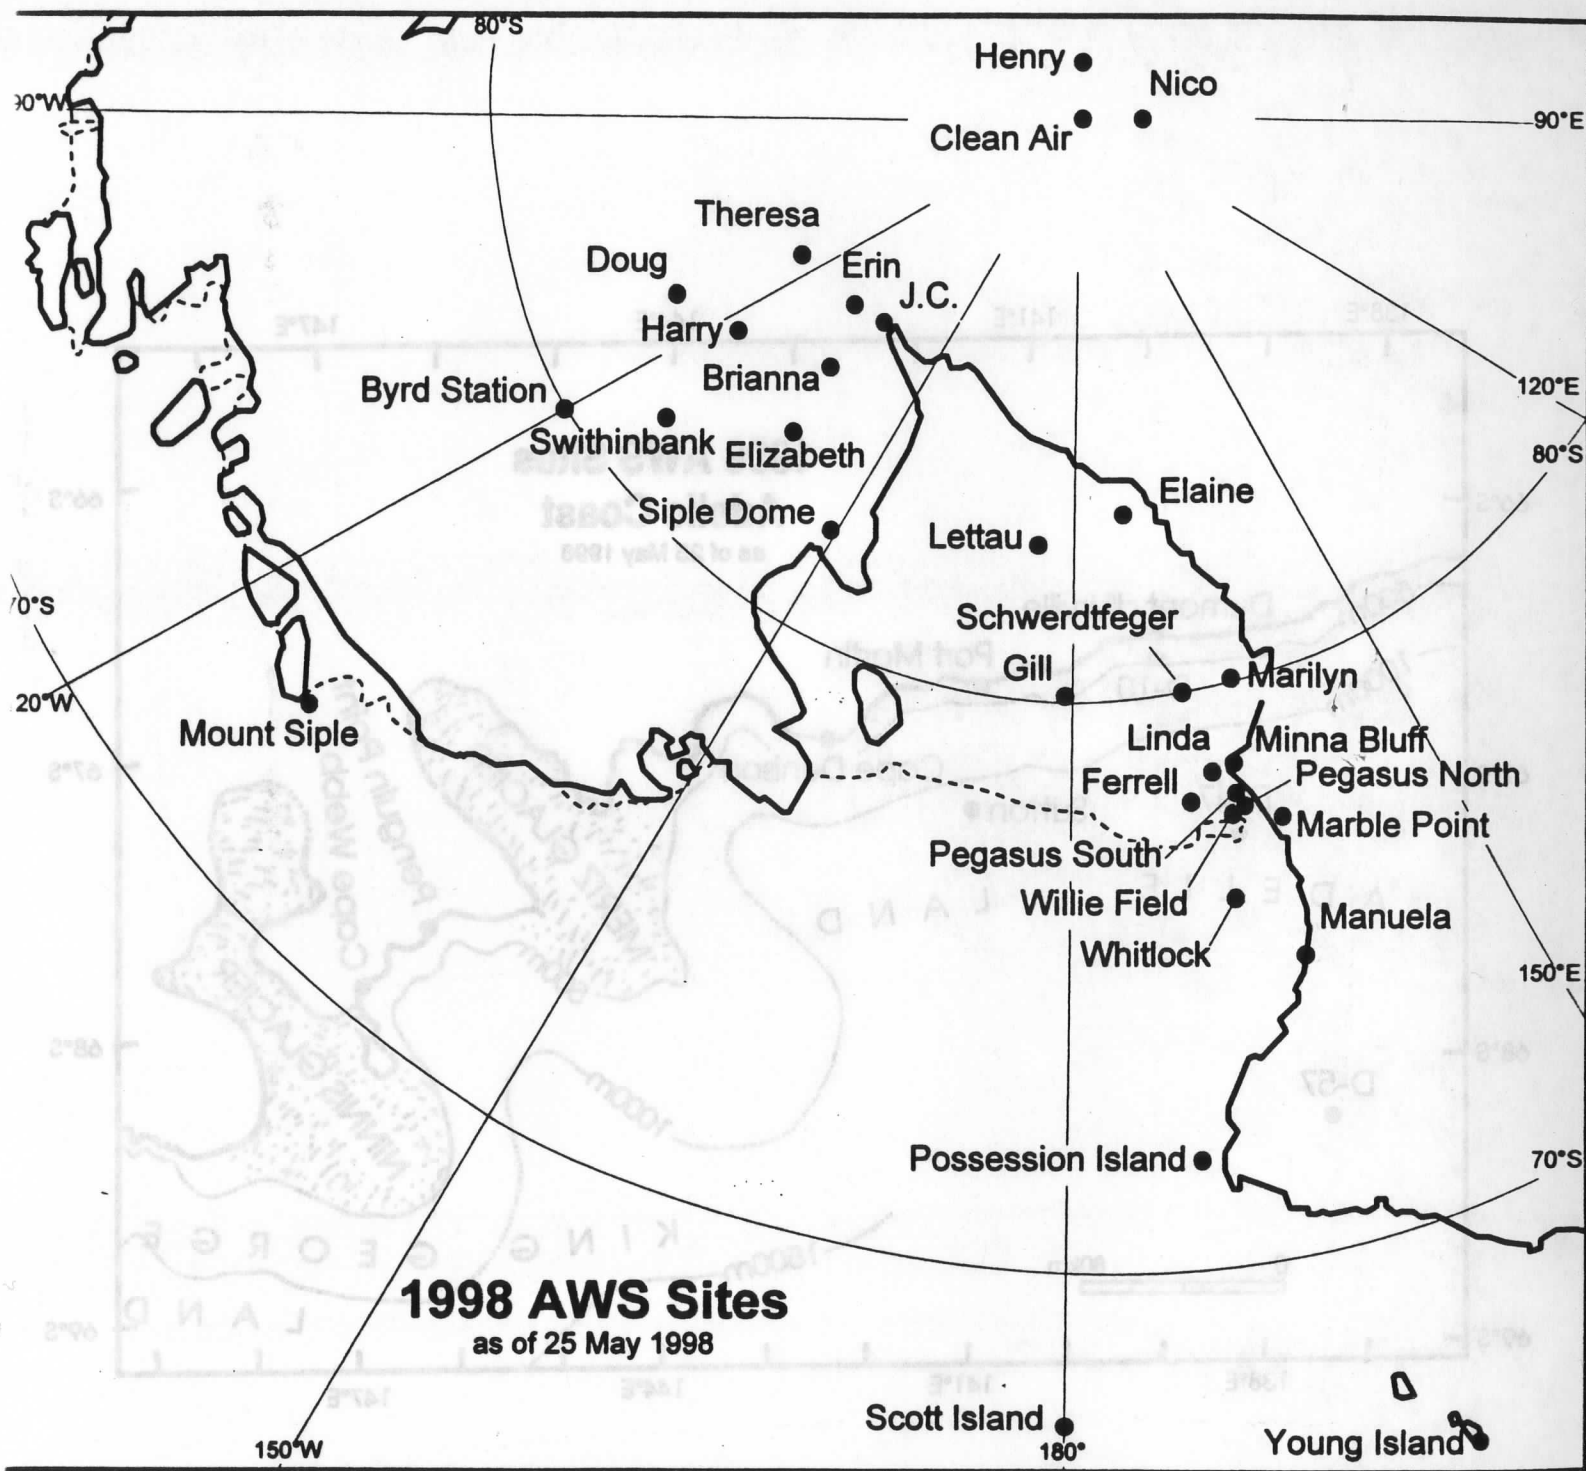 80°S
Henry
Nico
90°W
Clean Air
90°E
Theresa
Doug
Erin
J.C.
Harry
Brianna
Byrd Station
120°E
Swithinbank
Elizabeth
80°S
Siple Dome
Elaine
Lettau
70°S
Schwerdtfeger
Gill
Marilyn
20°W
Mount Siple
Linda
Minna Bluff
Ferrell
Pegasus North
Marble Point
Pegasus South
Willie Field
Manuela
Whitlock
150°E
Possession Island
70°S
1998 AWS Sites
as of 25 May 1998
Scott Island
Young Island
150°W
180°